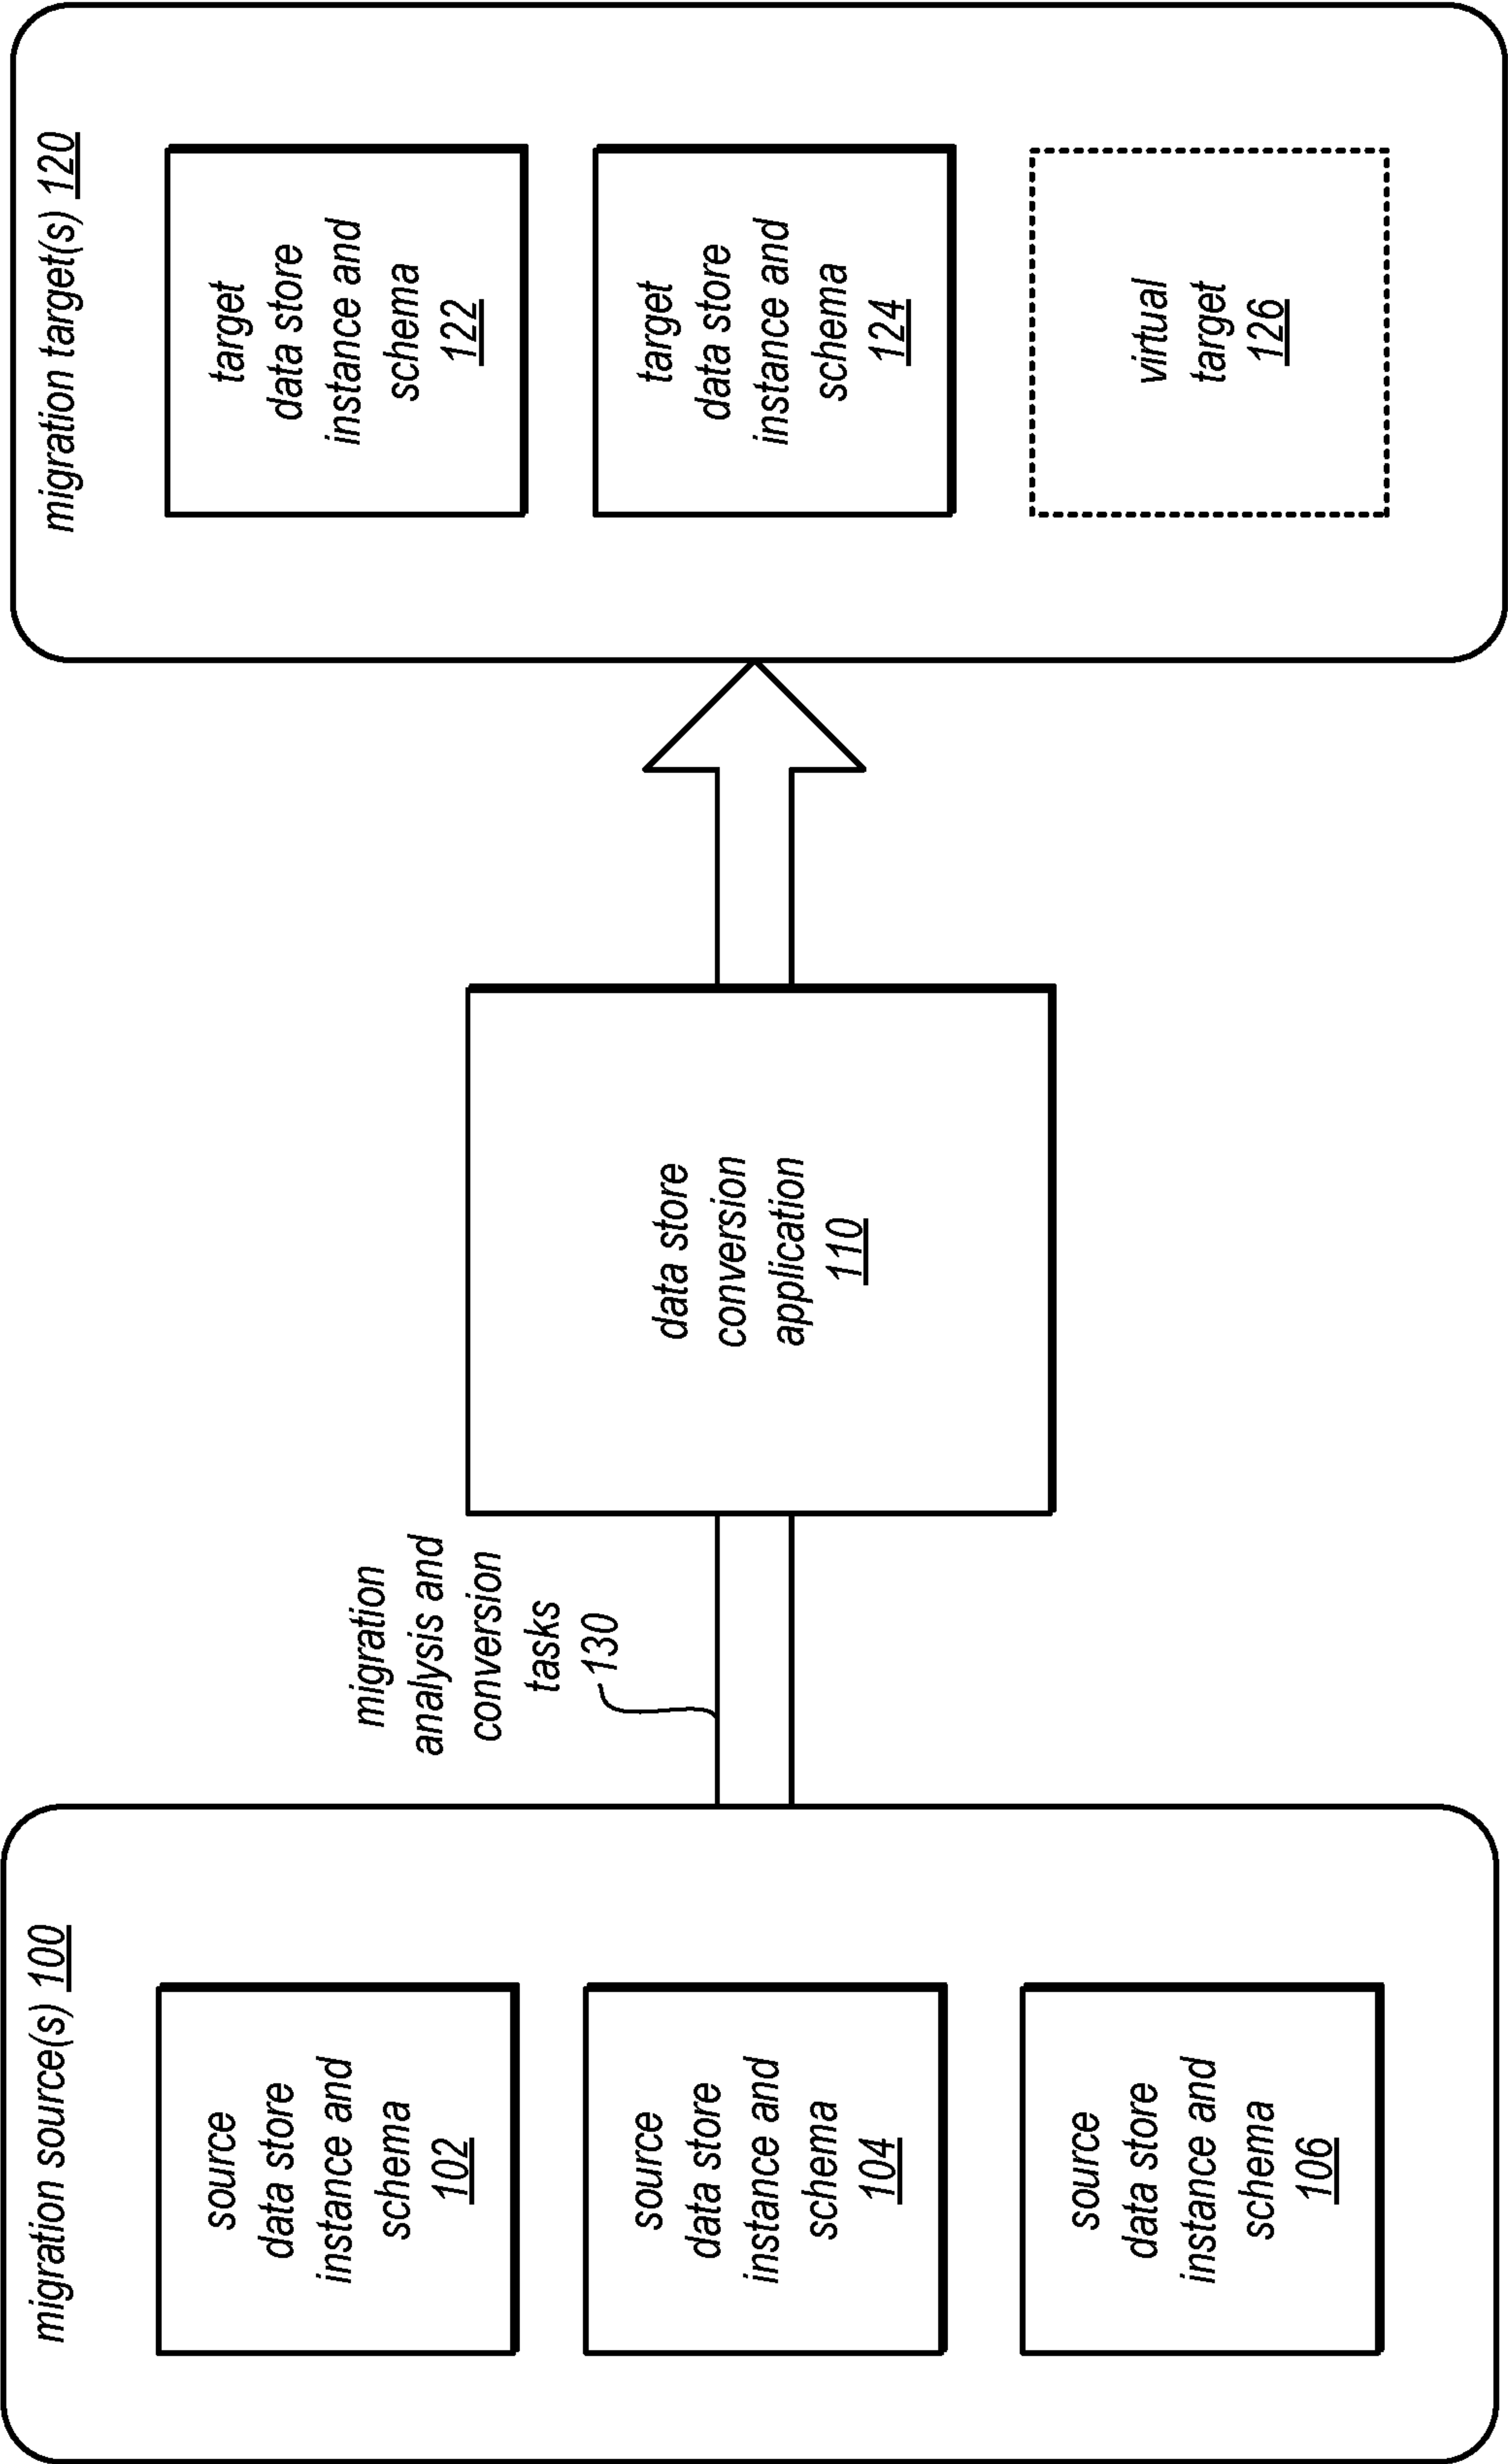 migration source(s) 100
source
data store
instance and
schema
102
source
data store
instance and
schema
104
source
data store
instance and
schema
106
migration
analysis and
conversion
tasks
130
data store
conversion
application
110
migration target(s) 120
target
data store
instance and
schema
122
target
data store
instance and
schema
124
virtual
target
126